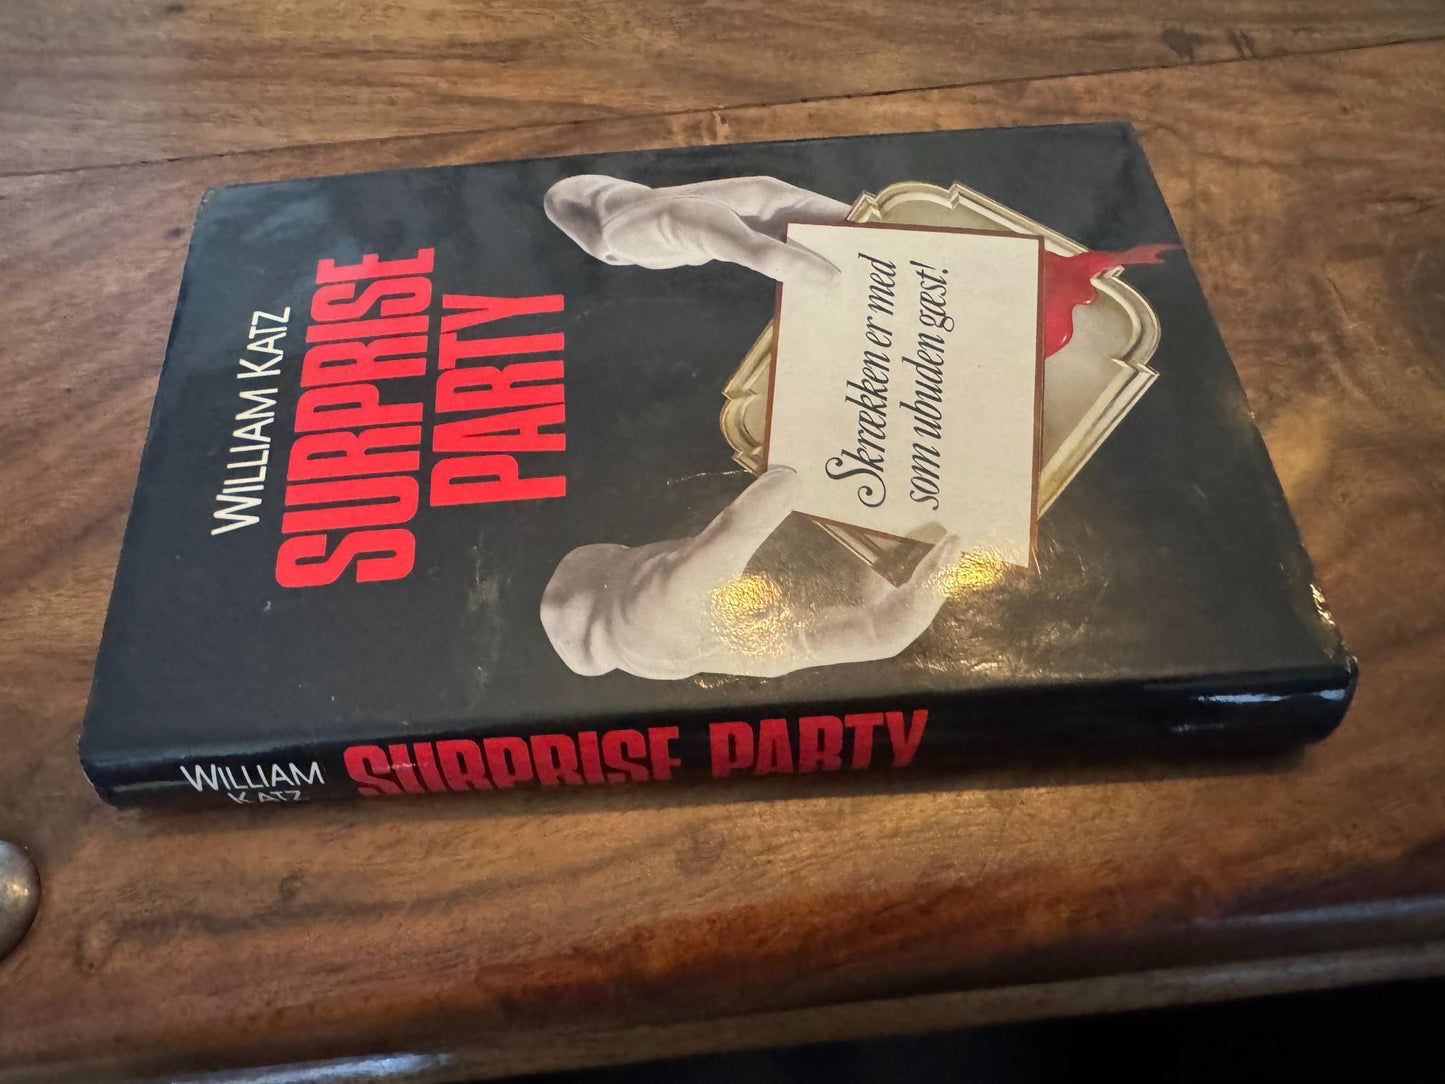 WILLIAM KATZ
SURPRISE
PARTY
Skrækken er med
som ubuden gæst!
WILLIAM
KATZ
SURPRISE PARTY